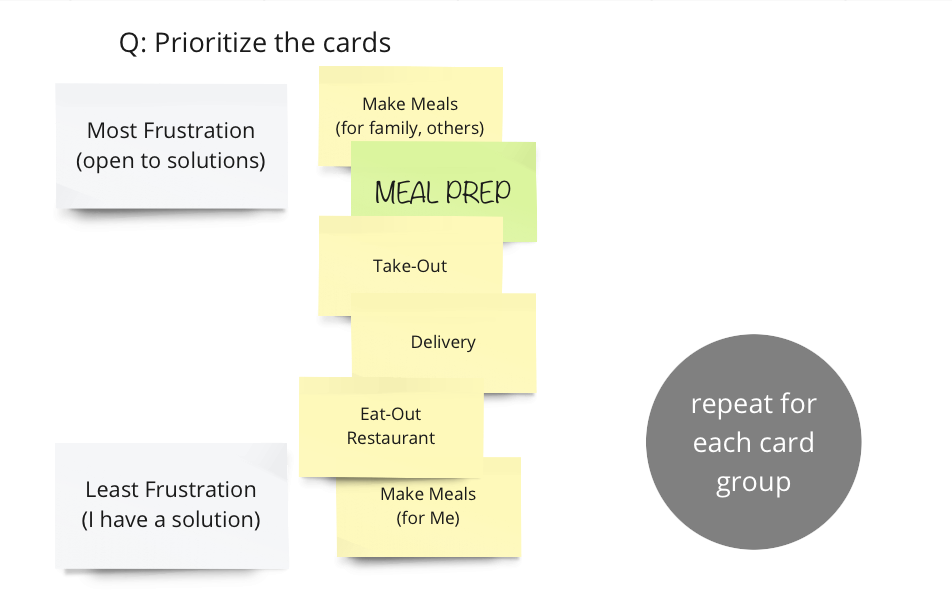 Q: Prioritize the cards
Most Frustration
(open to solutions)
Make Meals
(for family, others)
MEAL PREP
Take-Out
Delivery
Eat-Out
Restaurant
Least Frustration
(I have a solution)
Make Meals
(for Me)
repeat for
each card
group